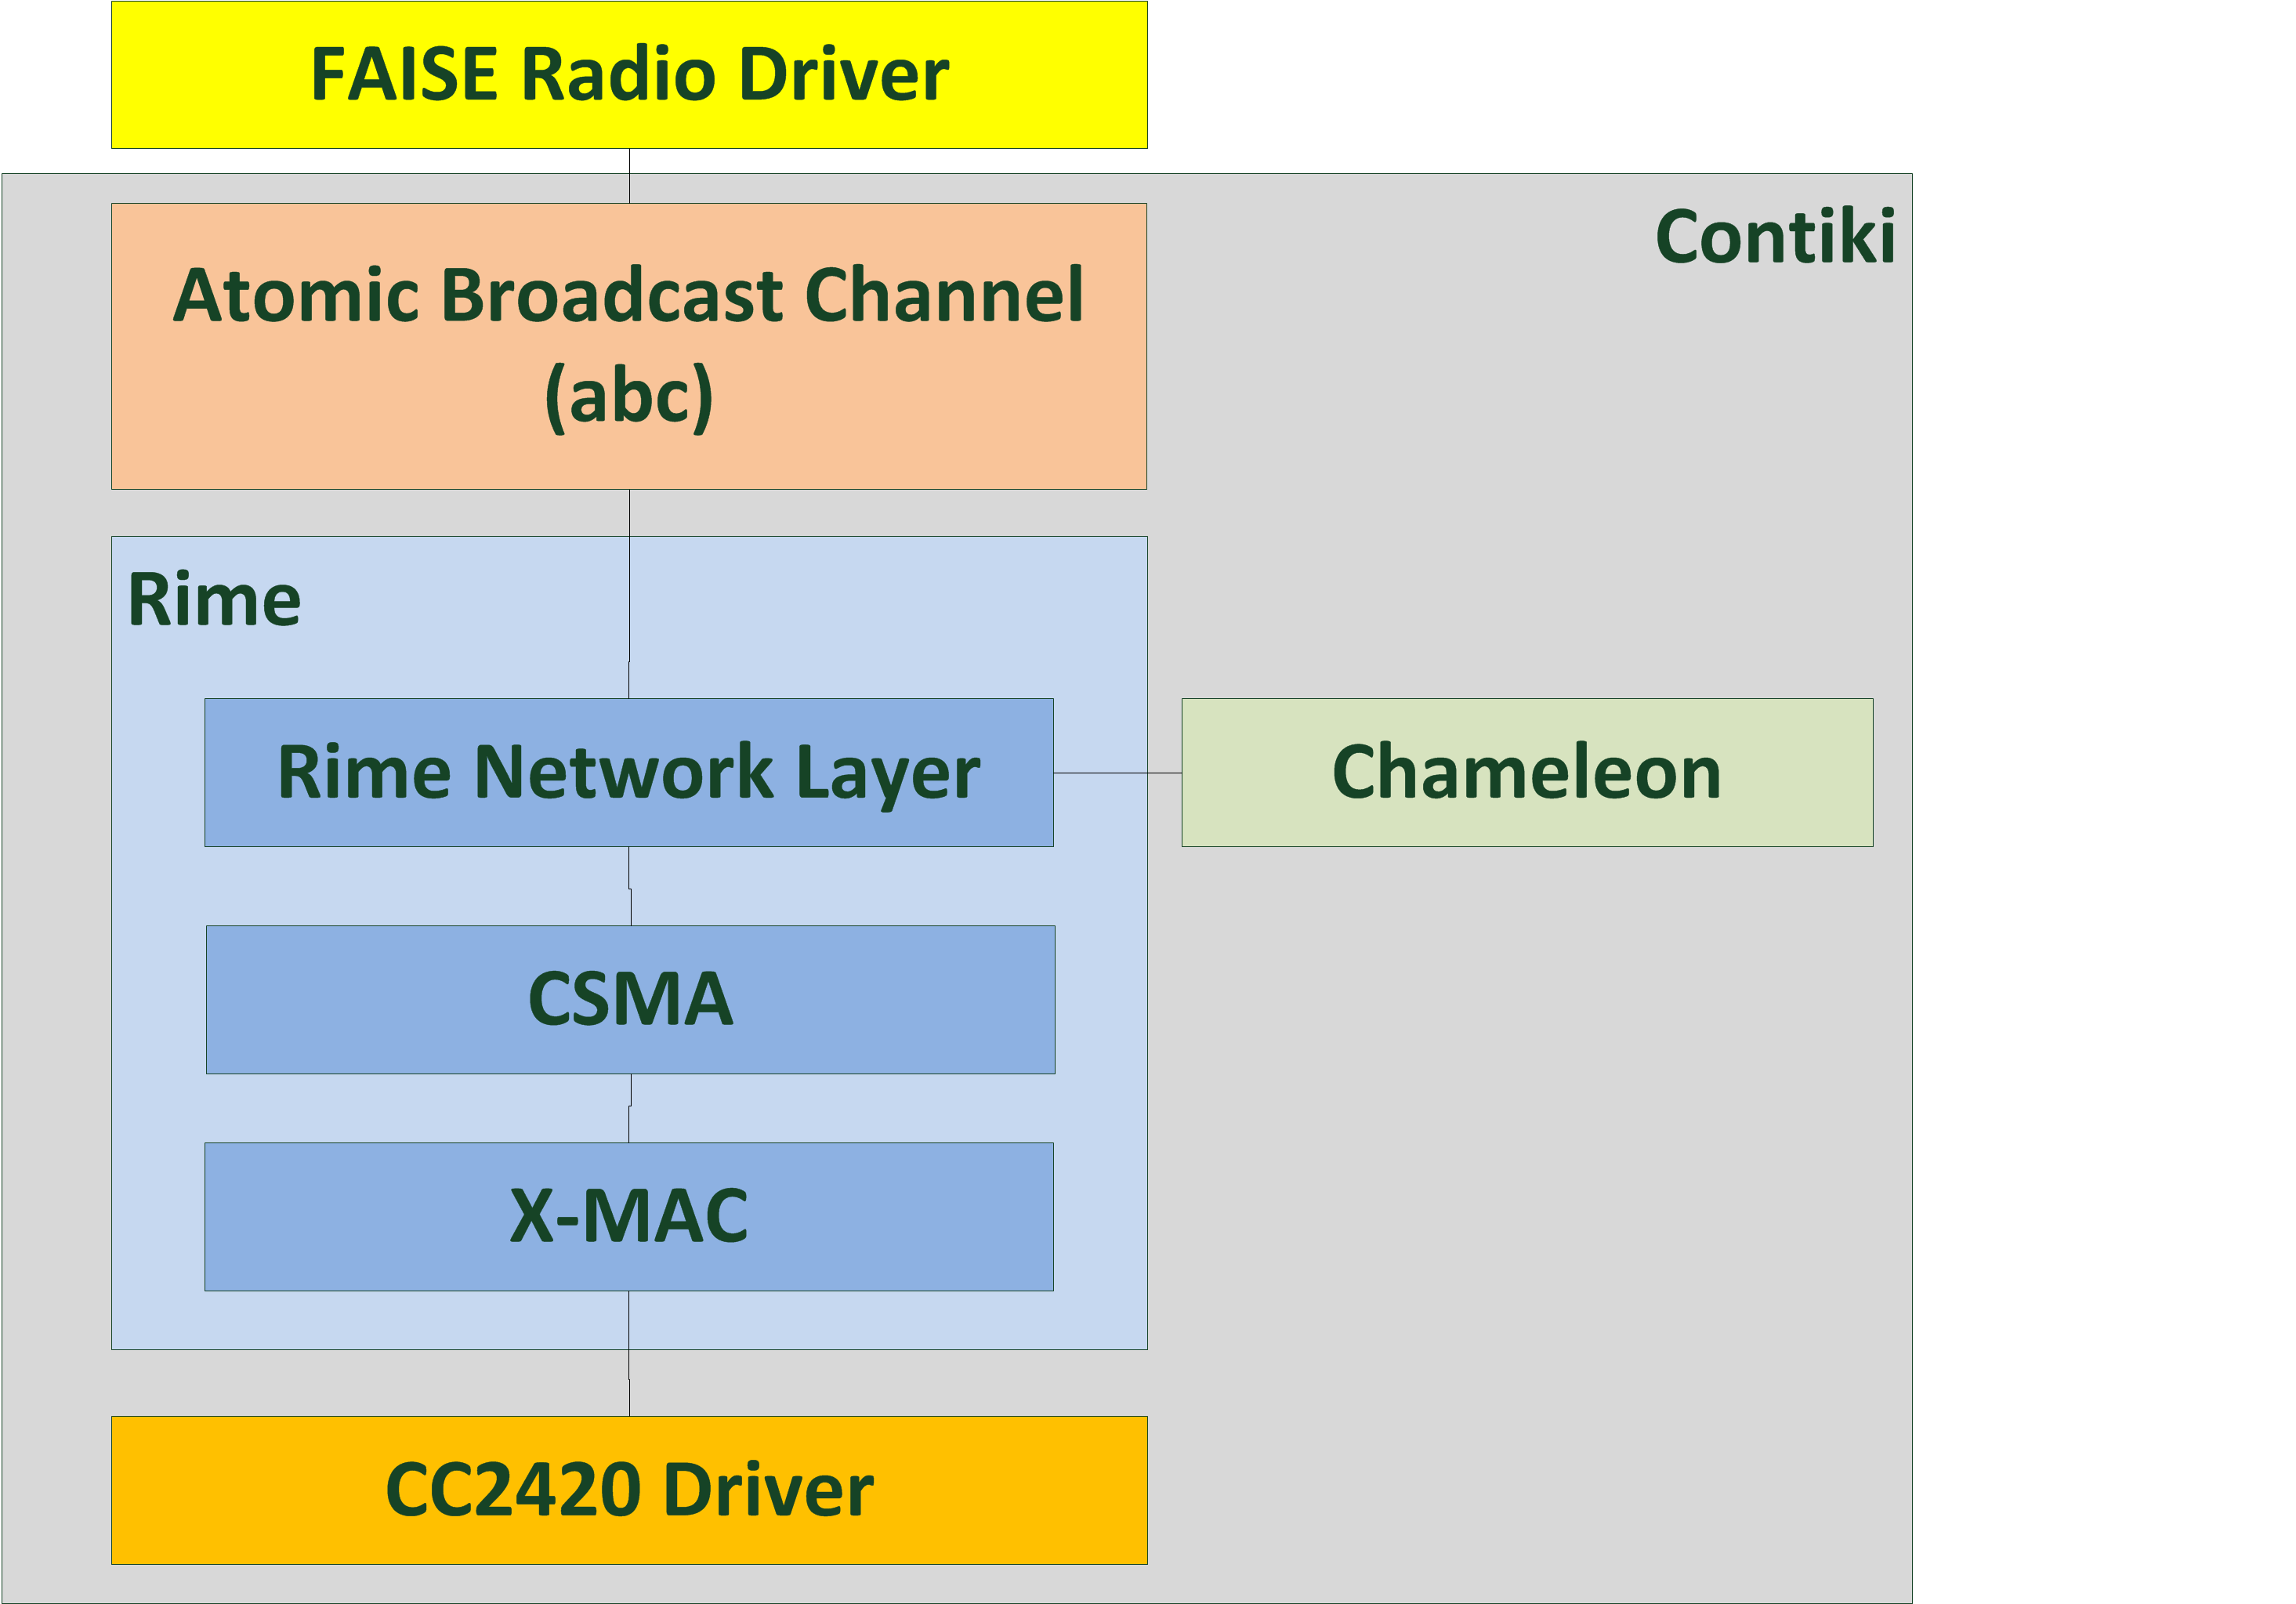 FAISE Radio Driver
Contiki
Atomic Broadcast Channel
(abc)
Rime
Rime Network Layer
Chameleon
CSMA
X-MAC
CC2420 Driver